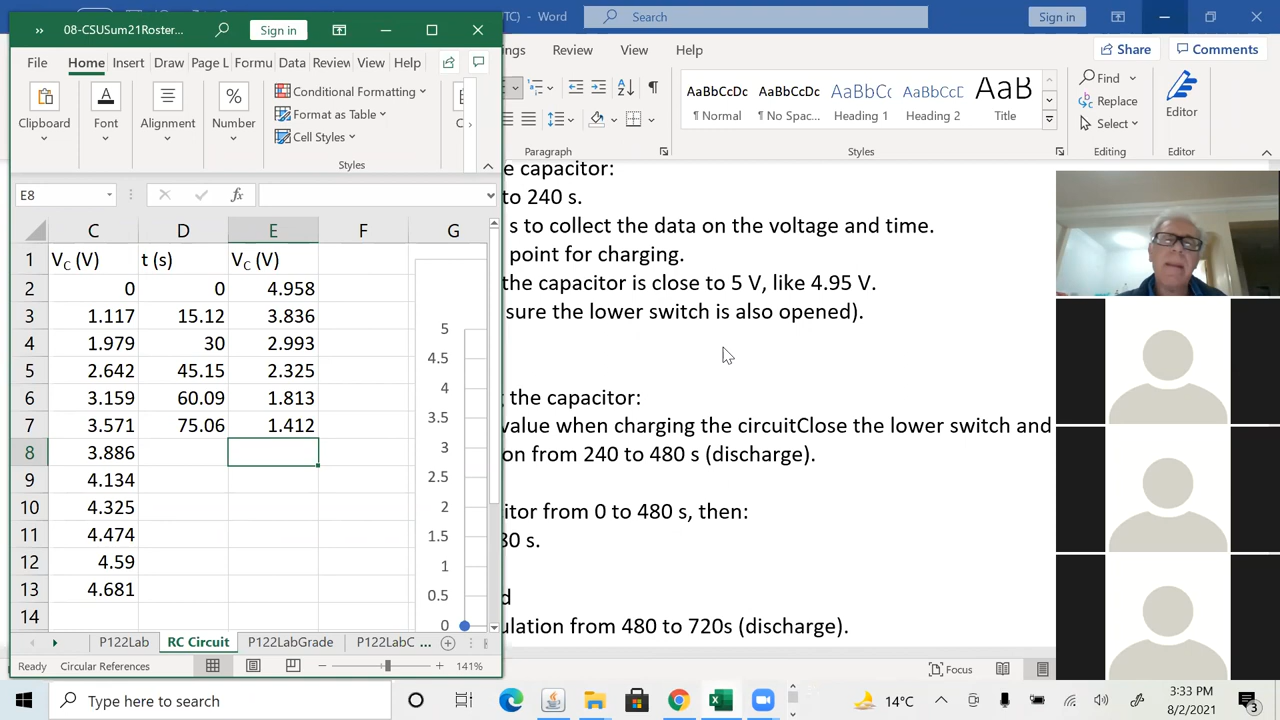 08-CSUSum21Roster...
Sign in
File Home Insert Draw Page L Formu Data Review View Help
Clipboard
Font
Alignment
Number
Conditional Formatting
Format as Table
Cell Styles
Styles
E8
fx
C D E F G
1 VC (V) t (s) VC (V)
2 0 0 4.958
3 1.117 15.12 3.836
4 1.979 30 2.993
5 2.642 45.15 2.325
6 3.159 60.09 1.813
7 3.571 75.06 1.412
8 3.886
9 4.134
10 4.325
11 4.474
12 4.59
13 4.681
14
5
4.5
4
3.5
3
2.5
2
1.5
1
0.5
0
P122Lab RC Circuit P122LabGrade P122LabC ...
Ready Circular References 141%
TC) - Word
Search
Sign in
ngs Review View Help
Share Comments
AaBbCcDc AaBbCcDc AaBbCc AaBbCcD AaB
¶ Normal ¶ No Spac... Heading 1 Heading 2 Title
Find
Replace
Select
Editor
Paragraph Styles Editing Editor
e capacitor:
to 240 s.
s to collect the data on the voltage and time.
point for charging.
the capacitor is close to 5 V, like 4.95 V.
sure the lower switch is also opened).
the capacitor:
value when charging the circuitClose the lower switch and
on from 240 to 480 s (discharge).
itor from 0 to 480 s, then:
80 s.
d
ulation from 480 to 720s (discharge).
Focus
Type here to search
14°C
3:33 PM
8/2/2021
3